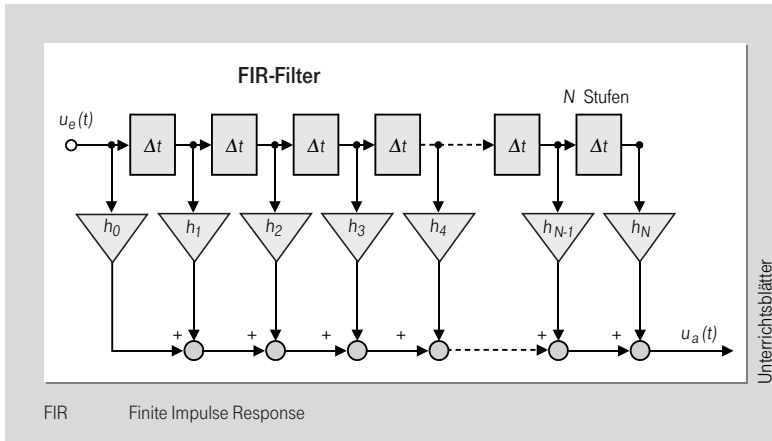 FIR-Filter
N Stufen
u_e(t)
Δt Δt Δt Δt Δt Δt
h_0 h_1 h_2 h_3 h_4 h_{N-1} h_N
+ + + + + +
u_a(t)
Unterrichtsblätter
FIR Finite Impulse Response